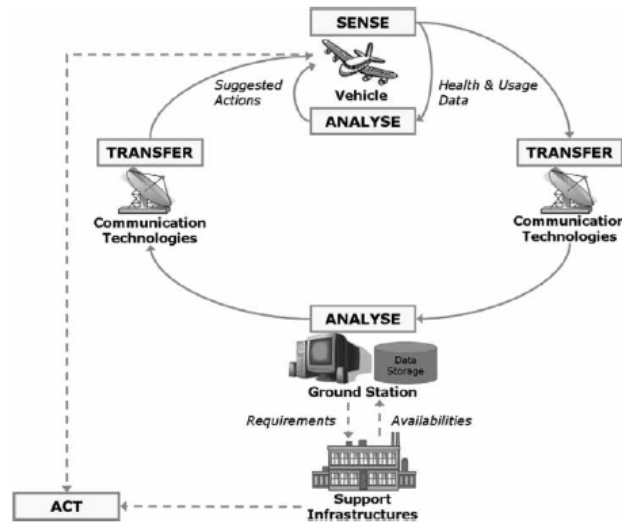 SENSE
Suggested
Actions
Vehicle
Health & Usage
Data
ANALYSE
TRANSFER
TRANSFER
Communication
Technologies
Communication
Technologies
ANALYSE
Data
Storage
Ground Station
Requirements
Availabilities
Support
Infrastructures
ACT